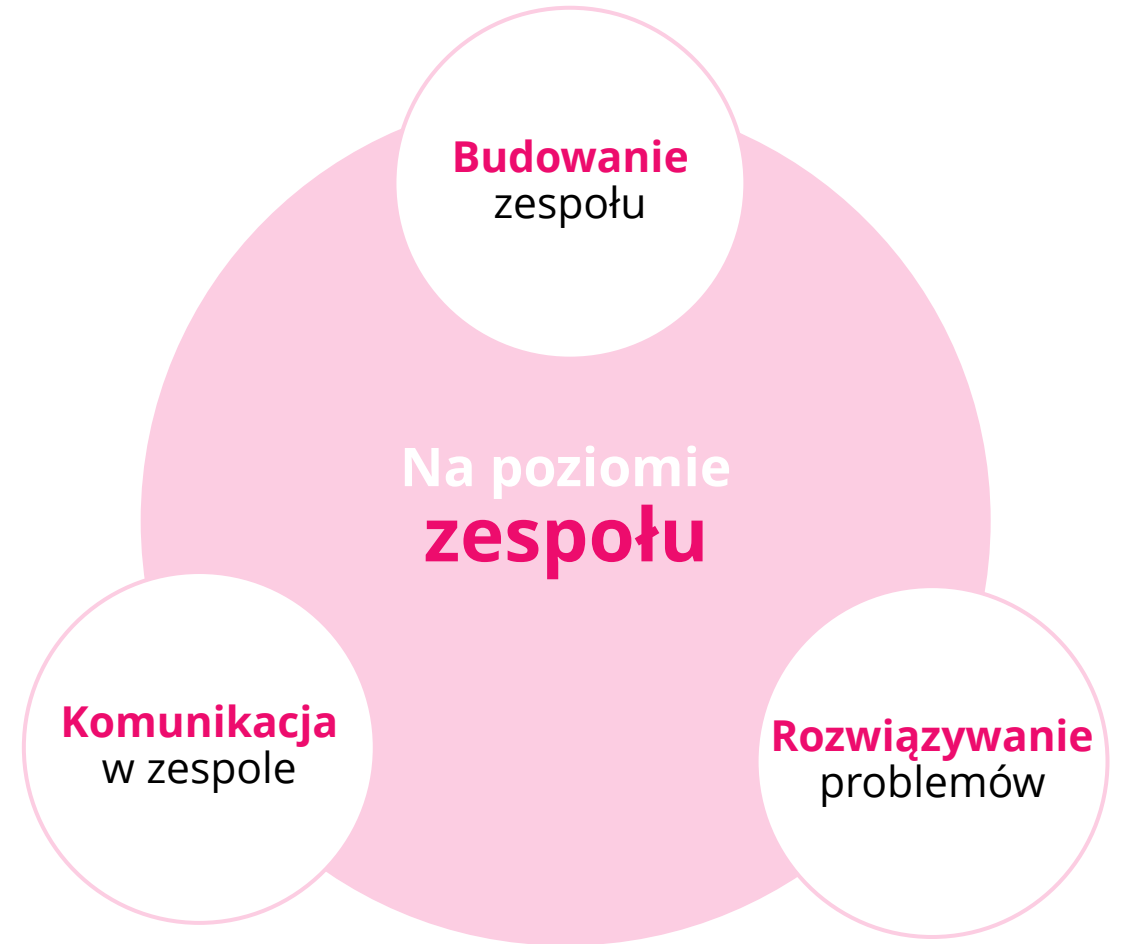 Budowanie
zespołu
Na poziomie
zespołu
Komunikacja
w zespole
Rozwiązywanie
problemów